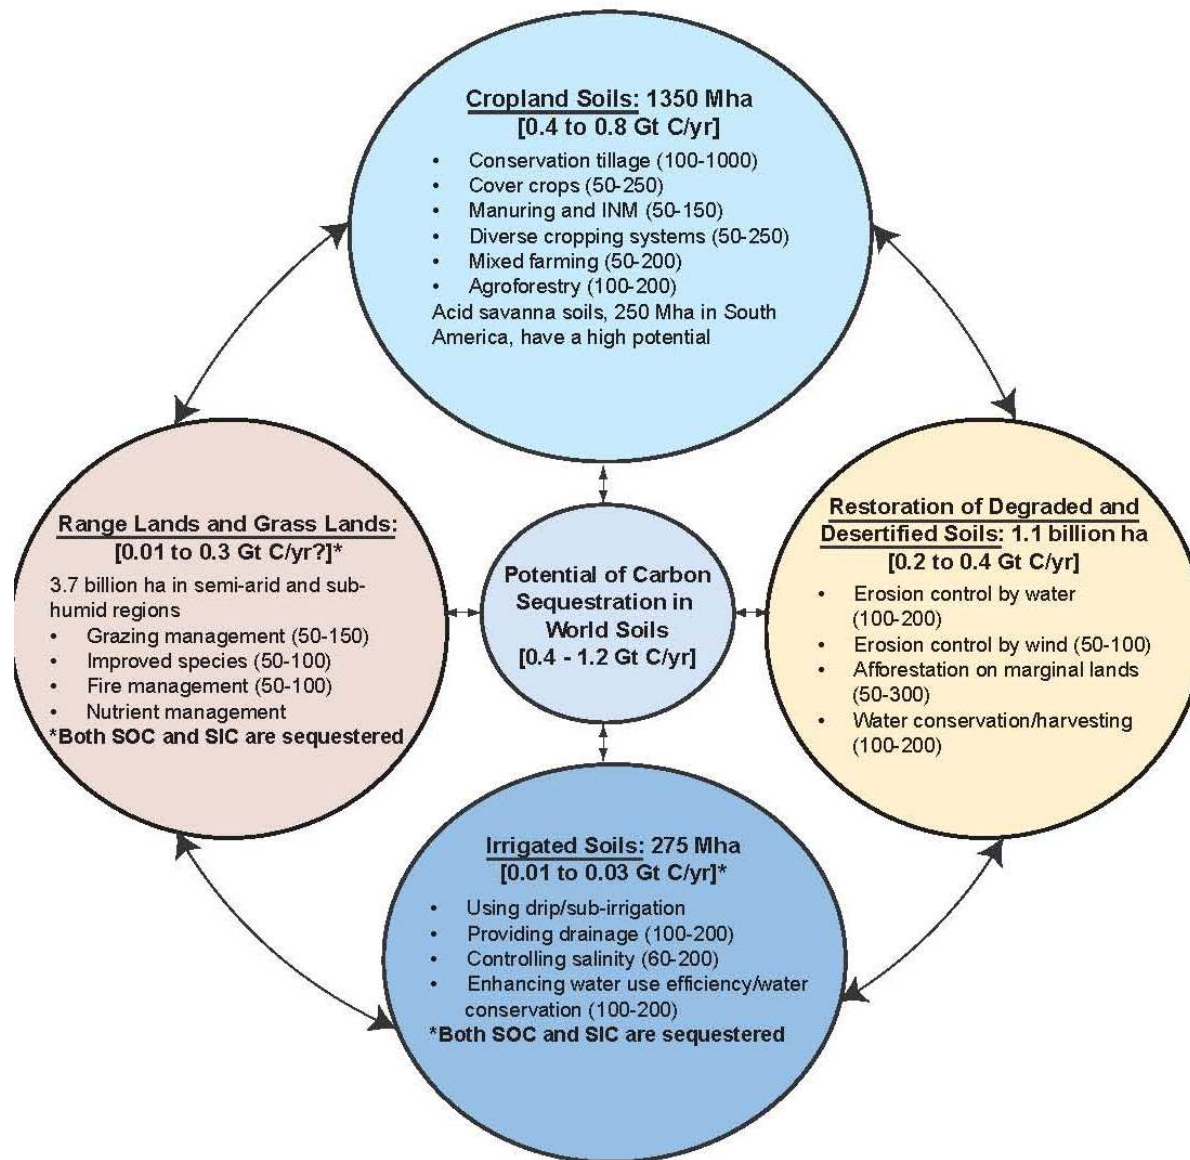 Cropland Soils: 1350 Mha
[0.4 to 0.8 Gt C/yr]
• Conservation tillage (100-1000)
• Cover crops (50-250)
• Manuring and INM (50-150)
• Diverse cropping systems (50-250)
• Mixed farming (50-200)
• Agroforestry (100-200)
Acid savanna soils, 250 Mha in South
America, have a high potential
Range Lands and Grass Lands:
[0.01 to 0.3 Gt C/yr?]*
3.7 billion ha in semi-arid and sub-
humid regions
• Grazing management (50-150)
• Improved species (50-100)
• Fire management (50-100)
• Nutrient management
*Both SOC and SIC are sequestered
Potential of Carbon
Sequestration in
World Soils
[0.4 - 1.2 Gt C/yr]
Restoration of Degraded and
Desertified Soils: 1.1 billion ha
[0.2 to 0.4 Gt C/yr]
• Erosion control by water
(100-200)
• Erosion control by wind (50-100)
• Afforestation on marginal lands
(50-300)
• Water conservation/harvesting
(100-200)
Irrigated Soils: 275 Mha
[0.01 to 0.03 Gt C/yr]*
• Using drip/sub-irrigation
• Providing drainage (100-200)
• Controlling salinity (60-200)
• Enhancing water use efficiency/water
conservation (100-200)
*Both SOC and SIC are sequestered